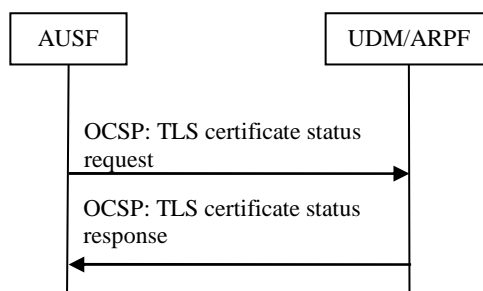 AUSF
UDM/ARPF
OCSP: TLS certificate status
request
OCSP: TLS certificate status
response